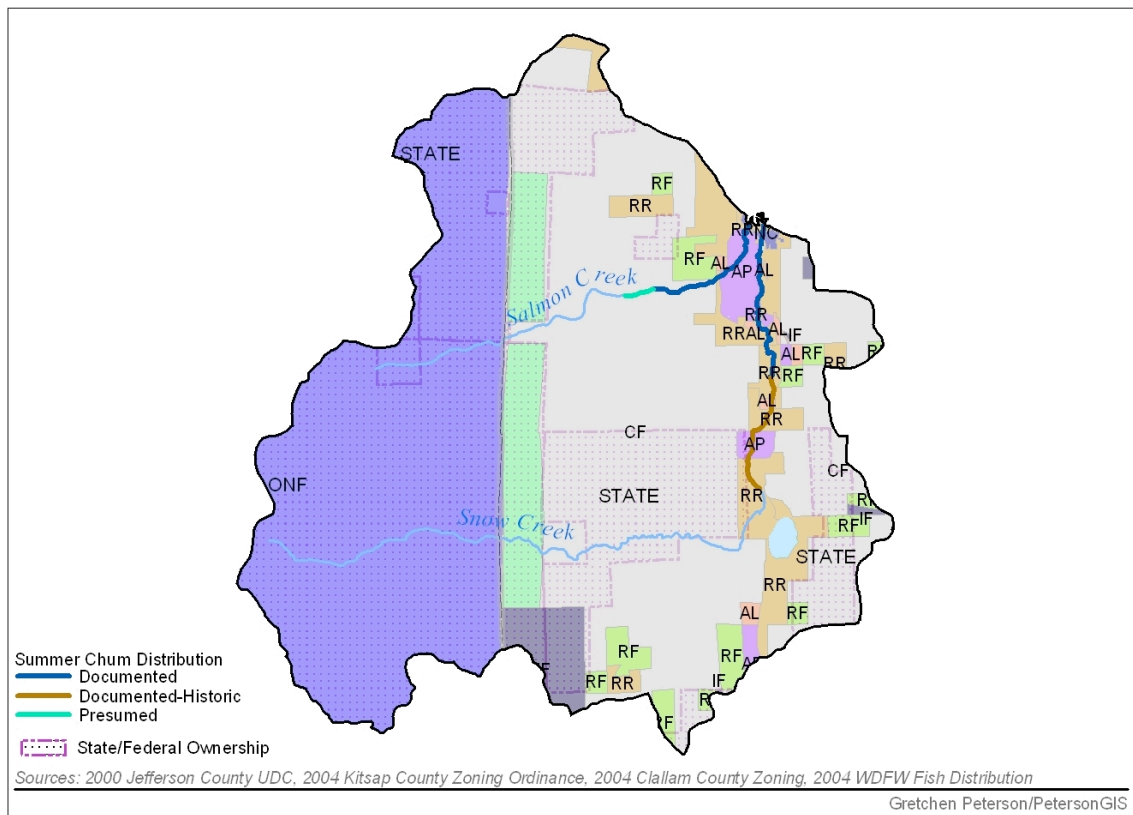 STATE
RF
RR
RR
NC
RF
AL
AP
AL
Salmon Creek
RR
RR
AL
AL
IF
AL
RF
RR
RR
RF
AL
RR
CF
AP
CF
STATE
RR
ONF
Snow Creek
RF
IF
STATE
RR
AL
RF
RF
RF
RF
RR
IF
Summer Chum Distribution
Documented
Documented-Historic
Presumed
State/Federal Ownership
Sources: 2000 Jefferson County UDC, 2004 Kitsap County Zoning Ordinance, 2004 Clallam County Zoning, 2004 WDFW Fish Distribution
Gretchen Peterson/PetersonGIS